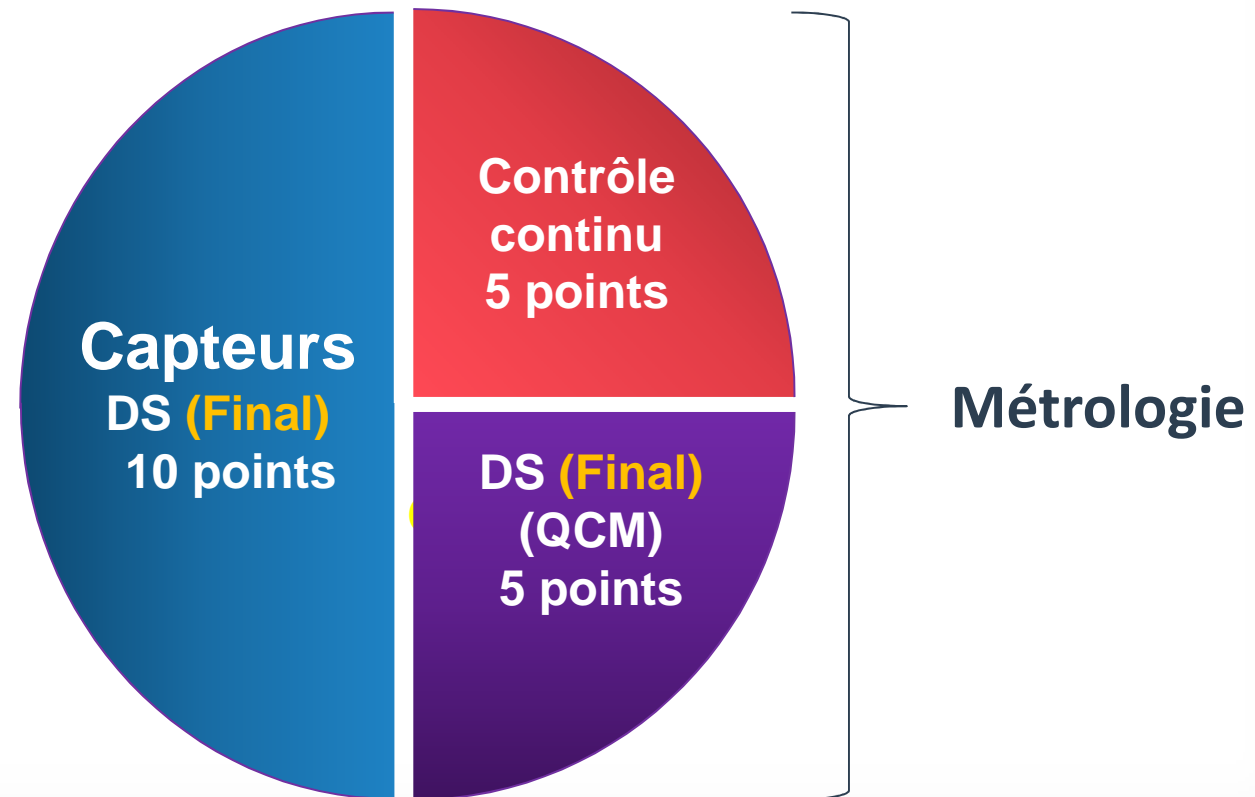 Capteurs
DS (Final)
10 points
Contrôle
continu
5 points
DS (Final)
(QCM)
5 points
Métrologie